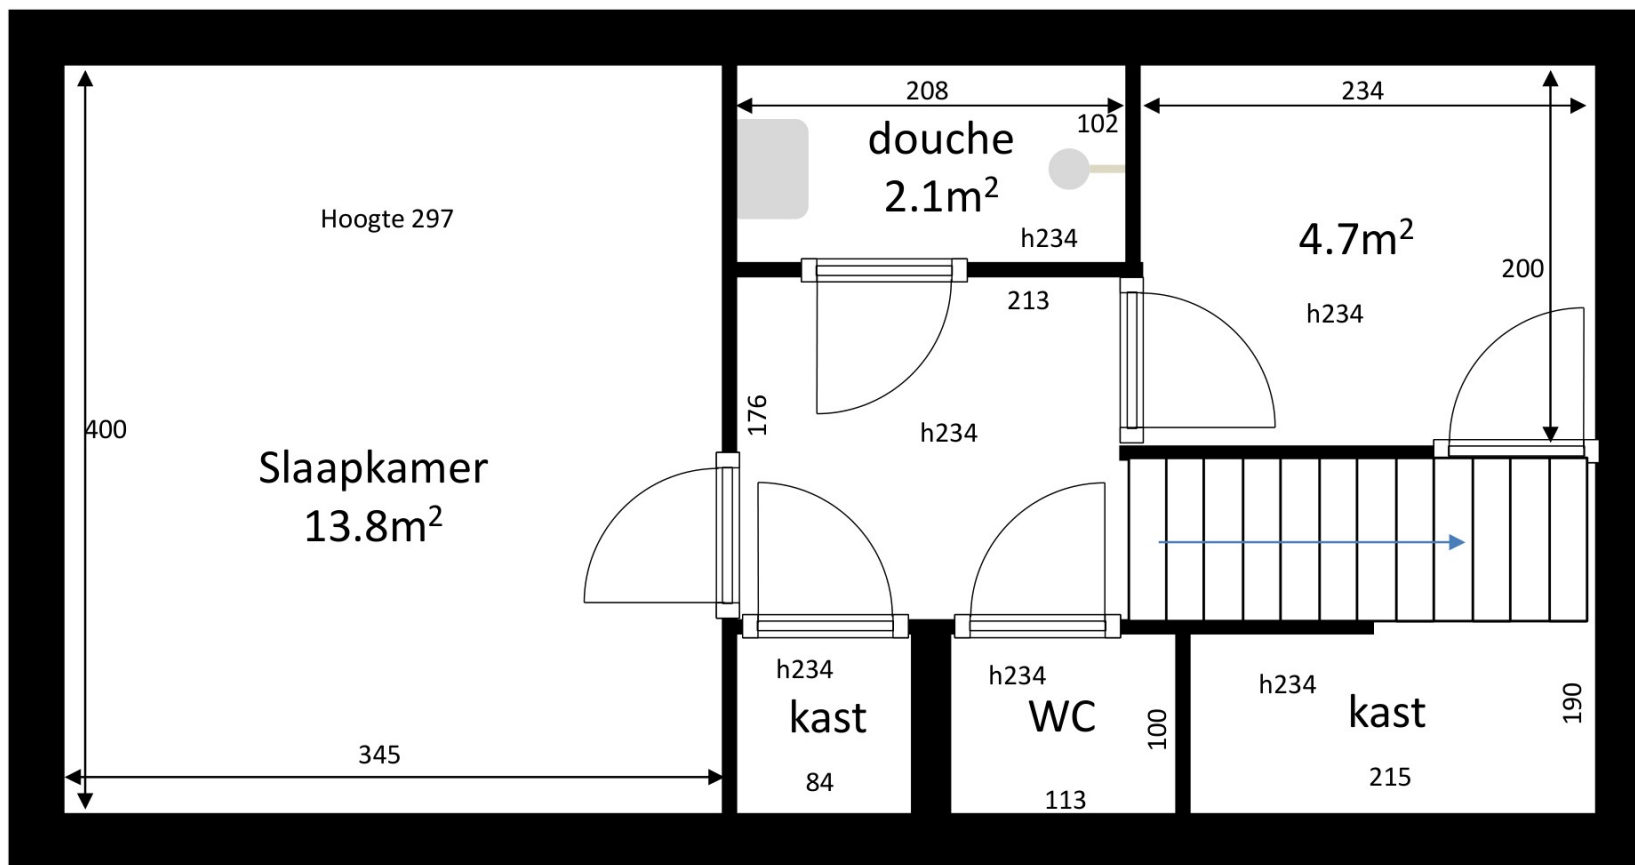 208
234
102
douche
2.1m²
Hoogte 297
h234
4.7m²
200
213
h234
176
400
h234
Slaapkamer
13.8m²
h234
h234
h234
kast
WC
kast
190
100
345
84
113
215